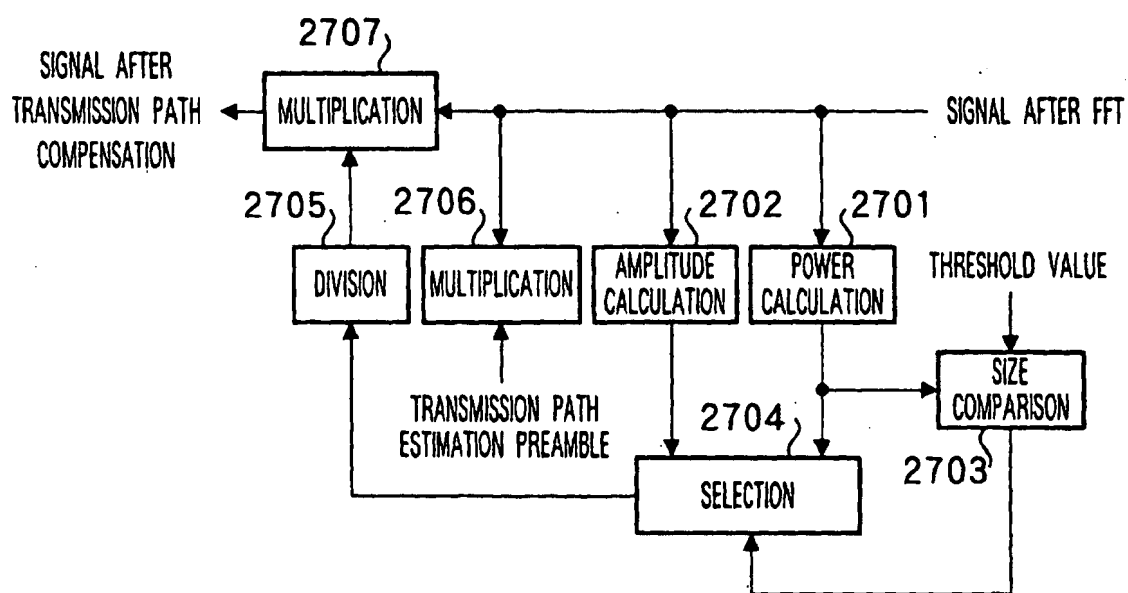 2707
SIGNAL AFTER
TRANSMISSION PATH
COMPENSATION
MULTIPLICATION
SIGNAL AFTER FFT
2705
2706
2702
2701
DIVISION
MULTIPLICATION
AMPLITUDE
CALCULATION
POWER
CALCULATION
THRESHOLD VALUE
SIZE
COMPARISON
TRANSMISSION PATH
ESTIMATION PREAMBLE
2704
2703
SELECTION